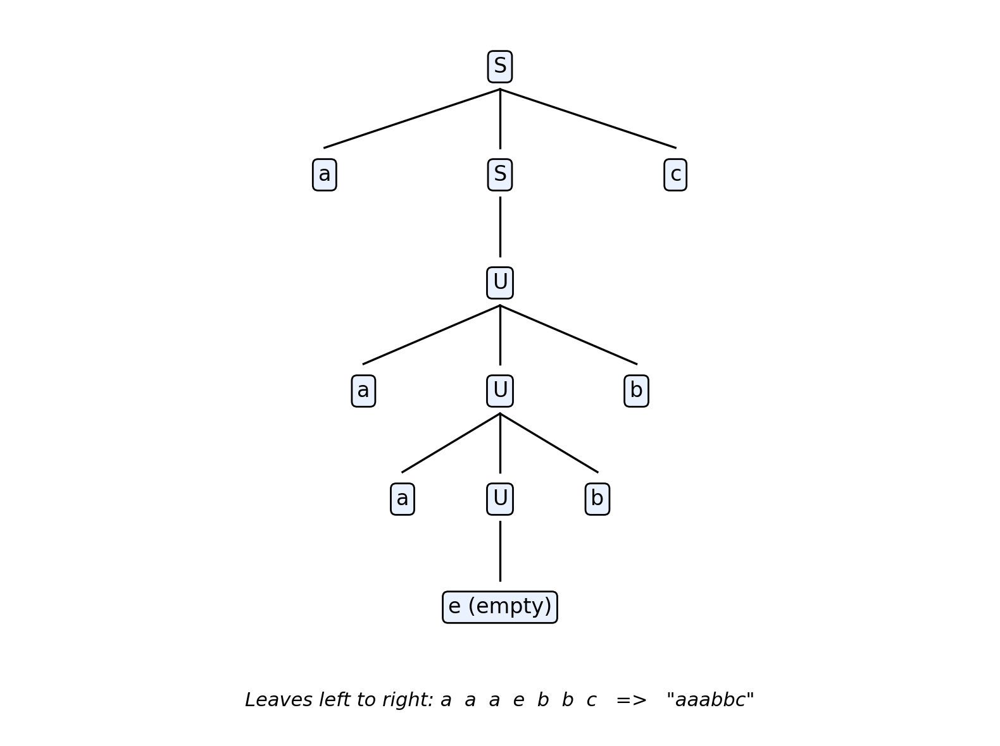 S
a S c
U
a U b
a U b
e (empty)
Leaves left to right: a a a e b b c => "aaabbc"